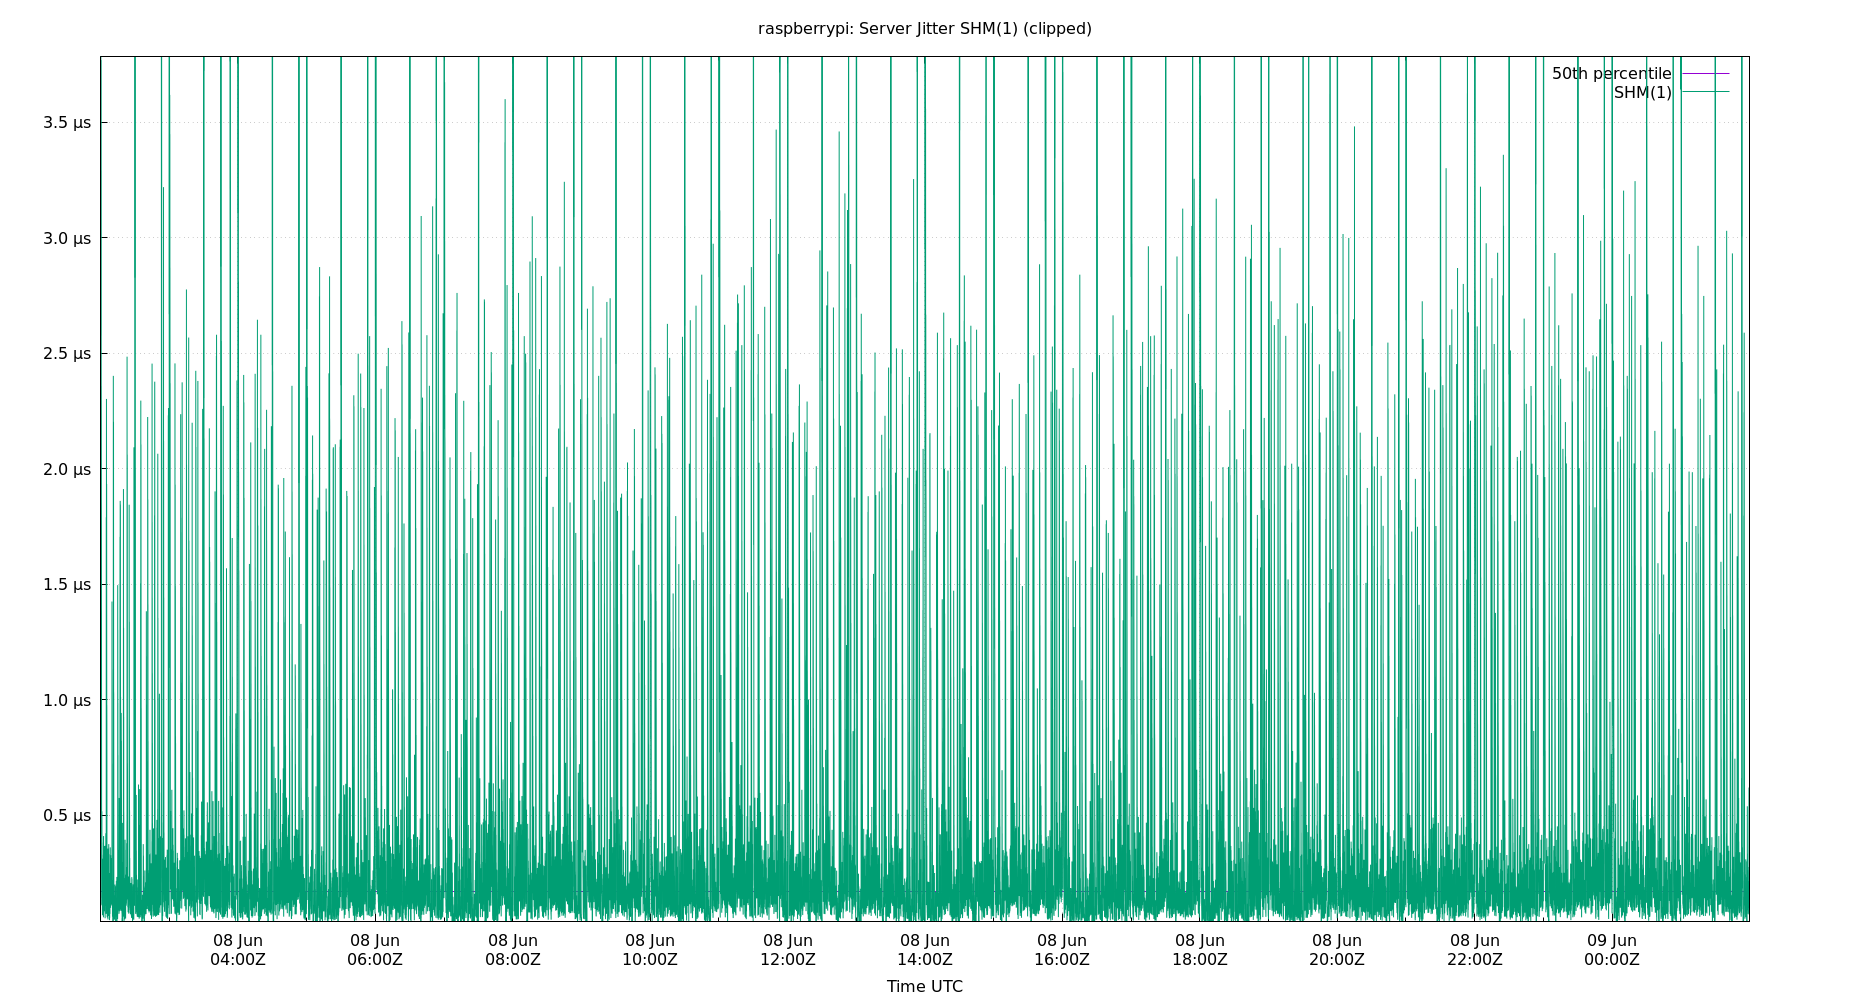 raspberrypi: Server Jitter SHM(1) (clipped)
50th percentile
SHM(1)
3.5 µs
3.0 µs
2.5 µs
2.0 µs
1.5 µs
1.0 µs
0.5 µs
08 Jun 08 Jun 08 Jun 08 Jun 08 Jun 08 Jun 08 Jun 08 Jun 08 Jun 08 Jun 09 Jun
04:00Z 06:00Z 08:00Z 10:00Z 12:00Z 14:00Z 16:00Z 18:00Z 20:00Z 22:00Z 00:00Z
Time UTC